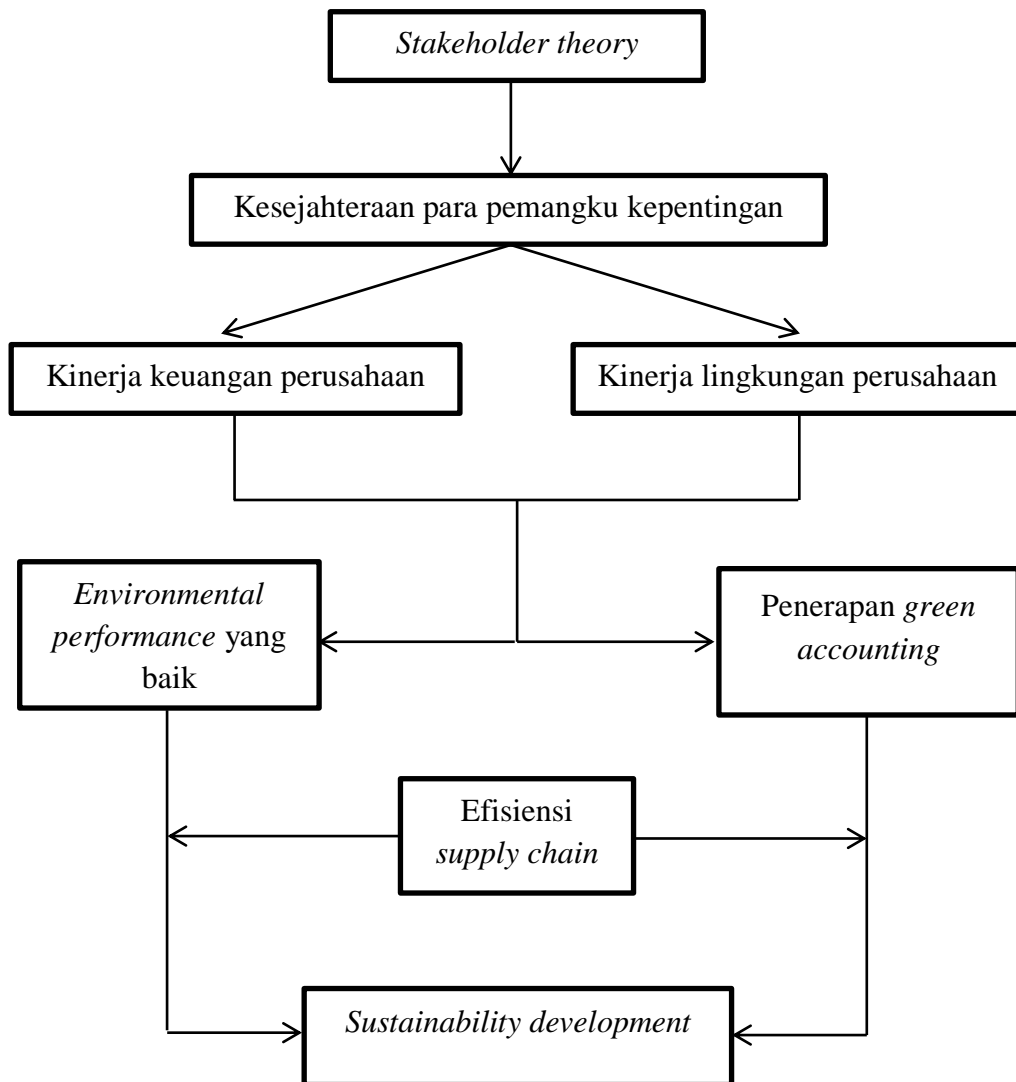 Stakeholder theory
Kesejahteraan para pemangku kepentingan
Kinerja keuangan perusahaan
Kinerja lingkungan perusahaan
Environmental
performance yang
baik
Penerapan green
accounting
Efisiensi
supply chain
Sustainability development